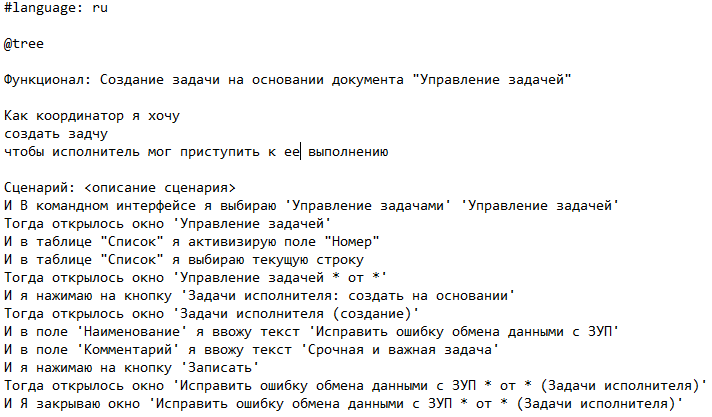 #language: ru
@tree
Функционал: Создание задачи на основании документа "Управление задачей"
Как координатор я хочу
создать задчу
чтобы исполнитель мог приступить к ее выполнению
Сценарий: <описание сценария>
И В командном интерфейсе я выбираю 'Управление задачами' 'Управление задачей'
Тогда открылось окно 'Управление задачей'
И в таблице "Список" я активизирую поле "Номер"
И в таблице "Список" я выбираю текущую строку
Тогда открылось окно 'Управление задачей * от *'
И я нажимаю на кнопку 'Задачи исполнителя: создать на основании'
Тогда открылось окно 'Задачи исполнителя (создание)'
И в поле 'Наименование' я ввожу текст 'Исправить ошибку обмена данными с ЗУП'
И в поле 'Комментарий' я ввожу текст 'Срочная и важная задача'
И я нажимаю на кнопку 'Записать'
Тогда открылось окно 'Исправить ошибку обмена данными с ЗУП * от * (Задачи исполнителя)'
И Я закрываю окно 'Исправить ошибку обмена данными с ЗУП * от * (Задачи исполнителя)'